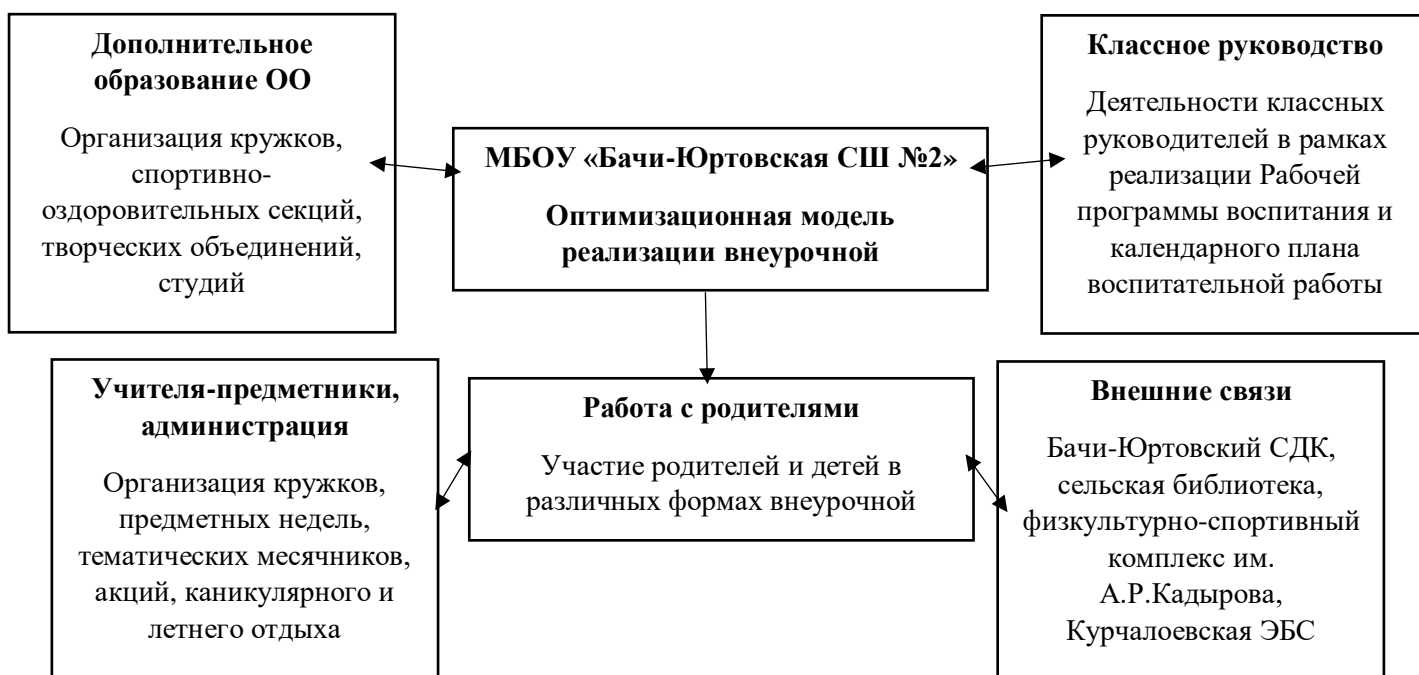 Дополнительное
образование ОО
Организация кружков,
спортивно-
оздоровительных секций,
творческих объединений,
студий
МБОУ «Бачи-Юртовская СШ №2»
Оптимизационная модель
реализации внеурочной
Классное руководство
Деятельности классных
руководителей в рамках
реализации Рабочей
программы воспитания и
календарного плана
воспитательной работы
Учителя-предметники,
администрация
Организация кружков,
предметных недель,
тематических месячников,
акций, каникулярного и
летнего отдыха
Работа с родителями
Участие родителей и детей в
различных формах внеурочной
Внешние связи
Бачи-Юртовский СДК,
сельская библиотека,
физкультурно-спортивный
комплекс им.
А.Р.Кадырова,
Курчалоевская ЭБС